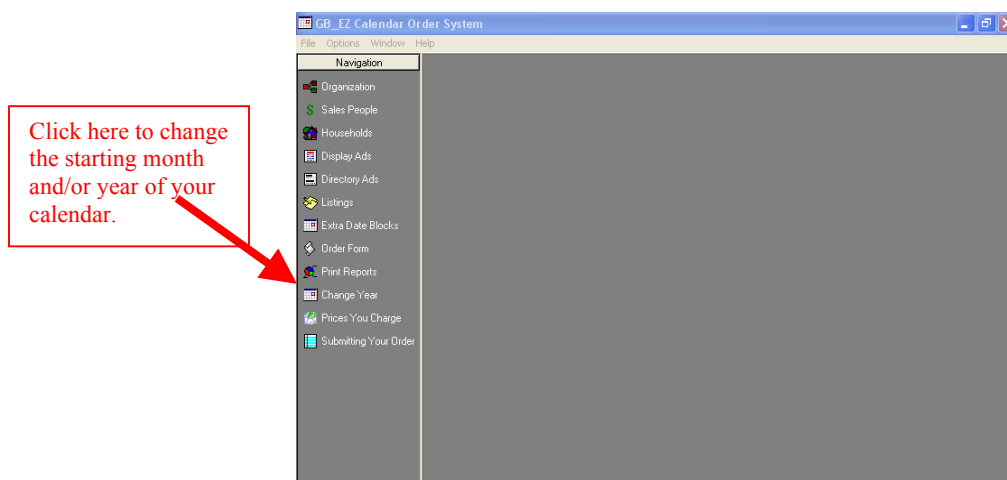 GB_EZ Calendar Order System
File Options Window Help
Navigation
Organization
Sales People
Households
Display Ads
Directory Ads
Listings
Extra Date Blocks
Order Form
Print Reports
Change Year
Prices You Charge
Submitting Your Order
Click here to change
the starting month
and/or year of your
calendar.